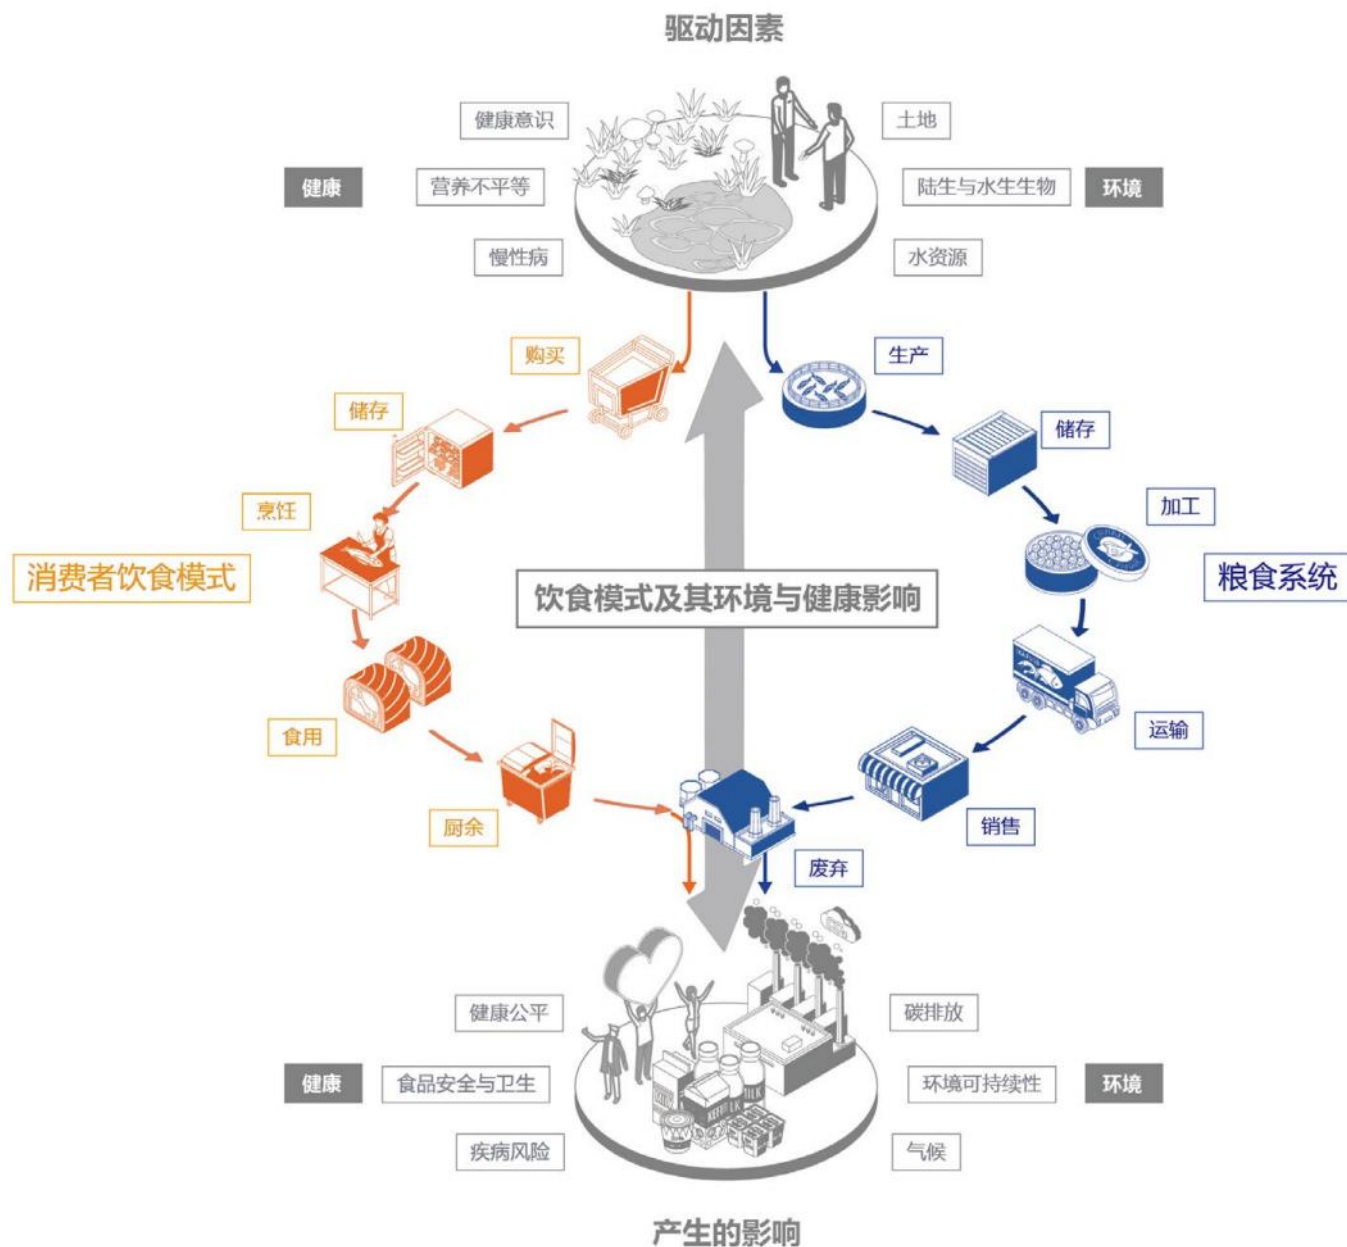 驱动因素
健康意识
土地
健康
营养不平等
陆生与水生生物
环境
慢性病
水资源
购买
生产
储存
储存
烹饪
加工
消费者饮食模式
饮食模式及其环境与健康影响
粮食系统
食用
运输
厨余
销售
废弃
健康公平
碳排放
健康
食品安全与卫生
环境可持续性
环境
疾病风险
气候
产生的影响